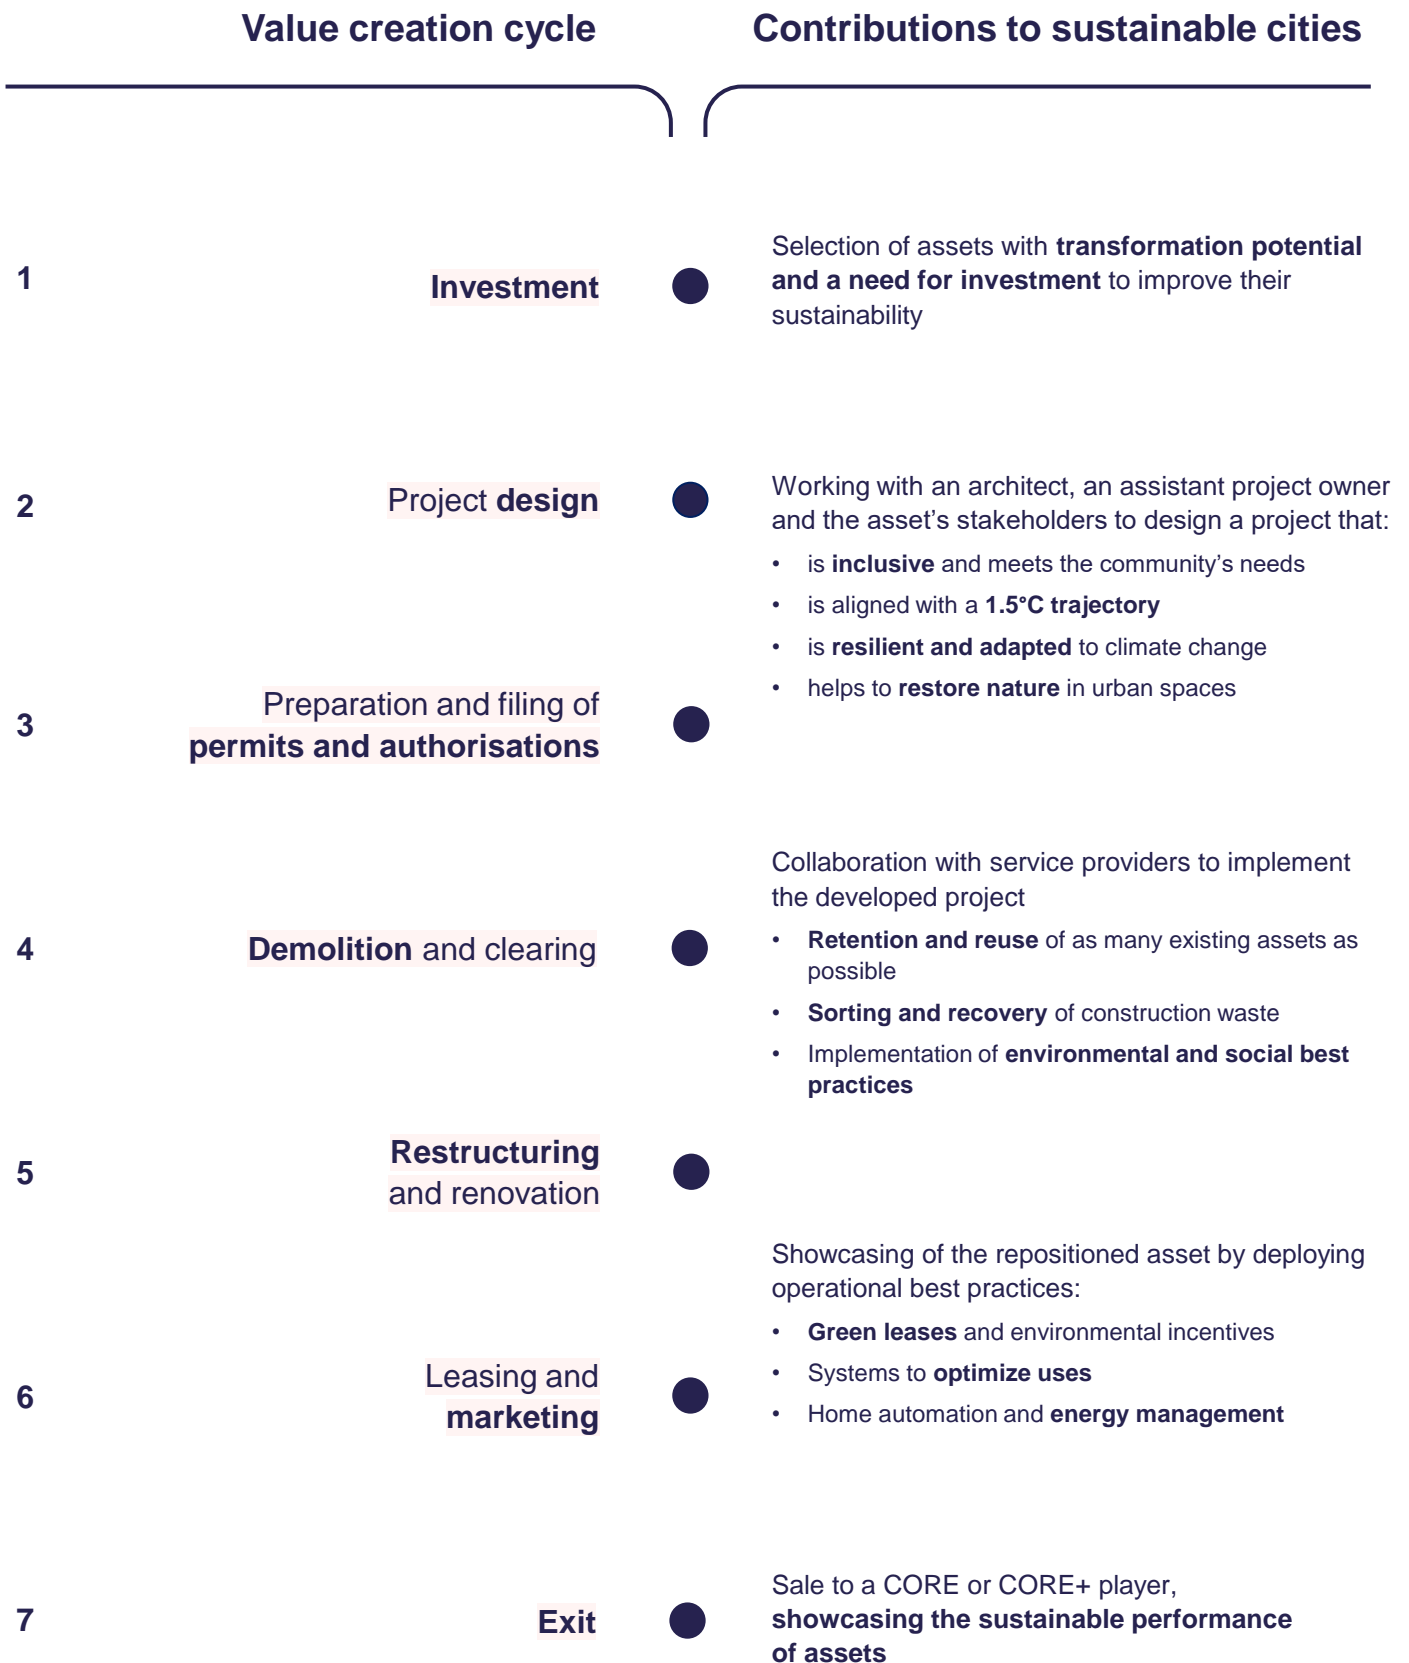 Value creation cycle
Contributions to sustainable cities
1
Investment
Selection of assets with transformation potential
and a need for investment to improve their
sustainability
2
Project design
Working with an architect, an assistant project owner
and the asset’s stakeholders to design a project that:
• is inclusive and meets the community’s needs
• is aligned with a 1.5°C trajectory
• is resilient and adapted to climate change
• helps to restore nature in urban spaces
3
Preparation and filing of
permits and authorisations
4
Demolition and clearing
Collaboration with service providers to implement
the developed project
• Retention and reuse of as many existing assets as
possible
• Sorting and recovery of construction waste
• Implementation of environmental and social best
practices
5
Restructuring
and renovation
6
Leasing and
marketing
Showcasing of the repositioned asset by deploying
operational best practices:
• Green leases and environmental incentives
• Systems to optimize uses
• Home automation and energy management
7
Exit
Sale to a CORE or CORE+ player,
showcasing the sustainable performance
of assets